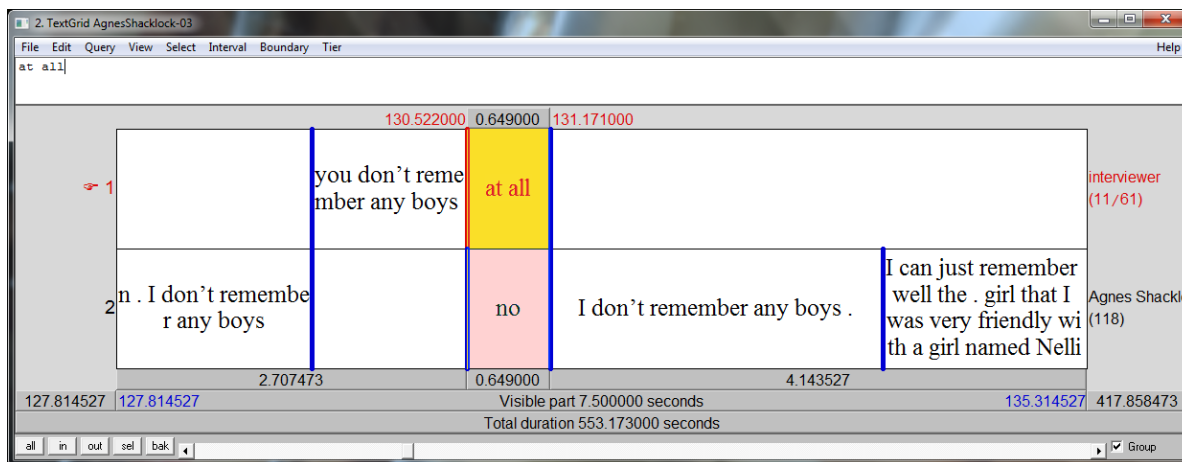 2. TextGrid AgnesShacklock-03
File Edit Query View Select Interval Boundary Tier Help
at all
130.522000 0.649000 131.171000
☞ 1
you don't reme
mber any boys
at all
interviewer
(11/61)
2
n . I don't remembe
r any boys
no
I don't remember any boys .
I can just remember
well the . girl that I
was very friendly wi
th a girl named Nelli
Agnes Shackl
(118)
2.707473 0.649000 4.143527
127.814527 127.814527 Visible part 7.500000 seconds 135.314527 417.858473
Total duration 553.173000 seconds
all in out sel bak Group